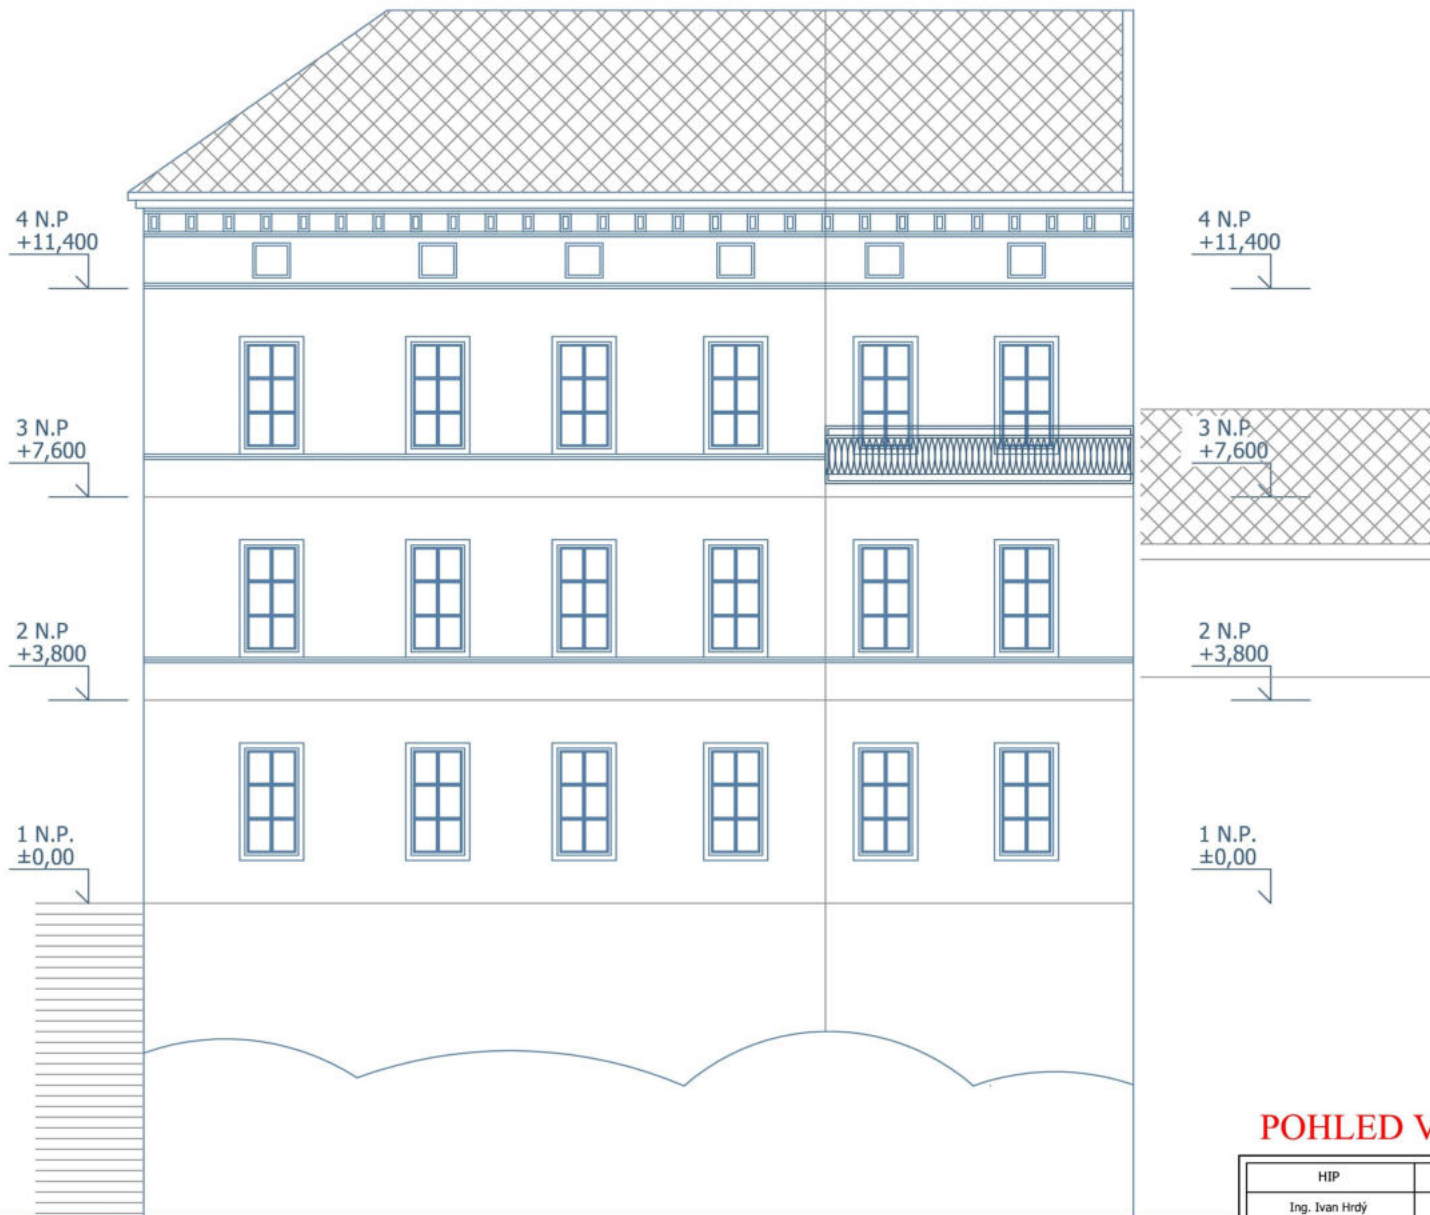 4 N.P
+11,400
4 N.P
+11,400
3 N.P
+7,600
3 N.P
+7,600
2 N.P
+3,800
2 N.P
+3,800
1 N.P.
±0,00
1 N.P.
±0,00
POHLED V
HIP
Ing. Ivan Hrdý